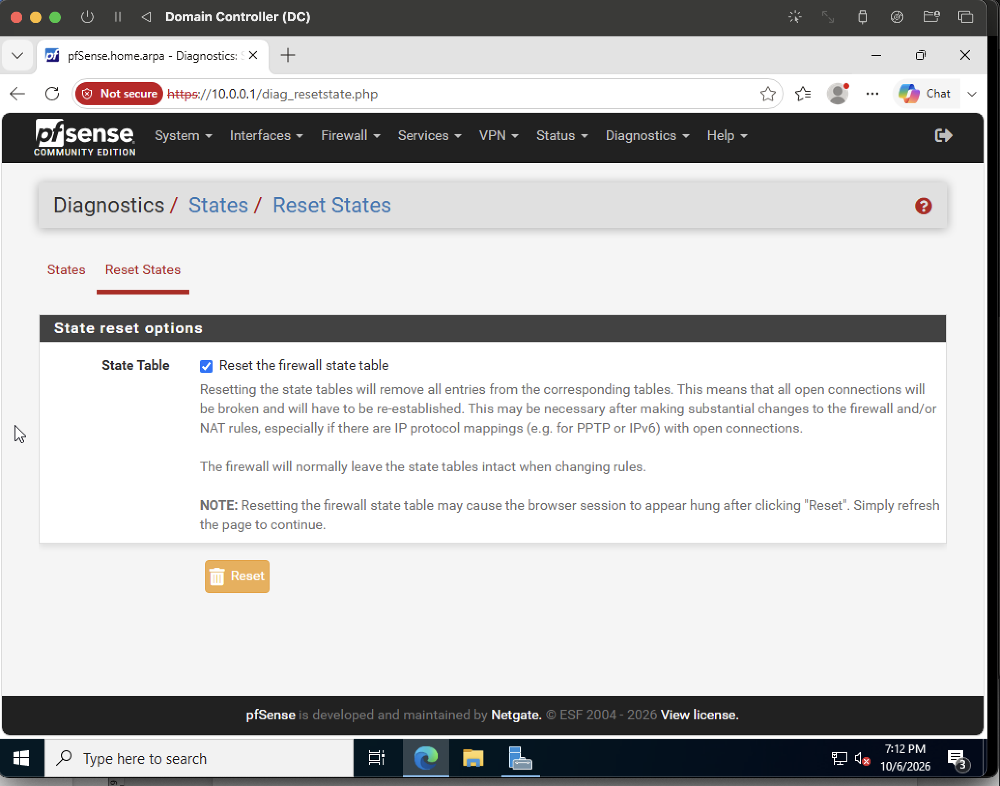 Domain Controller (DC)
pfSense.home.arpa - Diagnostics:
Not secure https://10.0.0.1/diag_resetstate.php Chat
pfsense System Interfaces Firewall Services VPN Status Diagnostics Help
COMMUNITY EDITION
Diagnostics / States / Reset States
States Reset States
State reset options
State Table Reset the firewall state table
Resetting the state tables will remove all entries from the corresponding tables. This means that all open connections will
be broken and will have to be re-established. This may be necessary after making substantial changes to the firewall and/or
NAT rules, especially if there are IP protocol mappings (e.g. for PPTP or IPv6) with open connections.
The firewall will normally leave the state tables intact when changing rules.
NOTE: Resetting the firewall state table may cause the browser session to appear hung after clicking "Reset". Simply refresh
the page to continue.
Reset
pfSense is developed and maintained by Netgate. © ESF 2004 - 2026 View license.
Type here to search
7:12 PM
10/6/2026
3